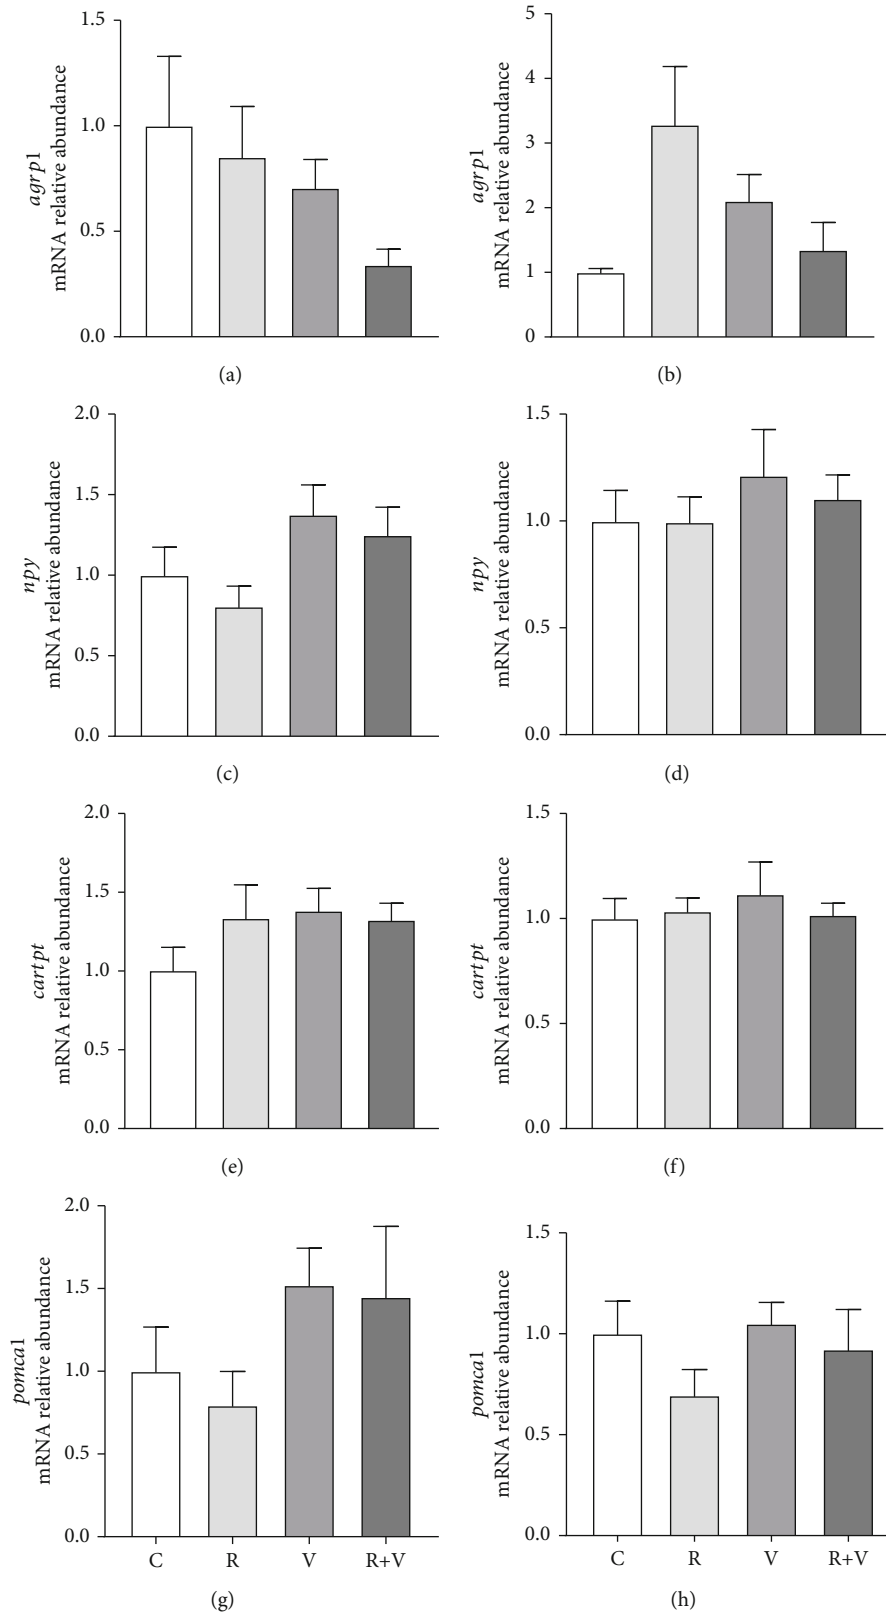 agrp1
mRNA relative abundance
1.5
1.0
0.5
0.0
(a)
agrp1
mRNA relative abundance
5
4
3
2
1
0
(b)
npy
mRNA relative abundance
2.0
1.5
1.0
0.5
0.0
(c)
npy
mRNA relative abundance
1.5
1.0
0.5
0.0
(d)
cartpt
mRNA relative abundance
2.0
1.5
1.0
0.5
0.0
(e)
cartpt
mRNA relative abundance
1.5
1.0
0.5
0.0
(f)
pomca1
mRNA relative abundance
2.0
1.5
1.0
0.5
0.0
C R V R+V
(g)
pomca1
mRNA relative abundance
1.5
1.0
0.5
0.0
C R V R+V
(h)